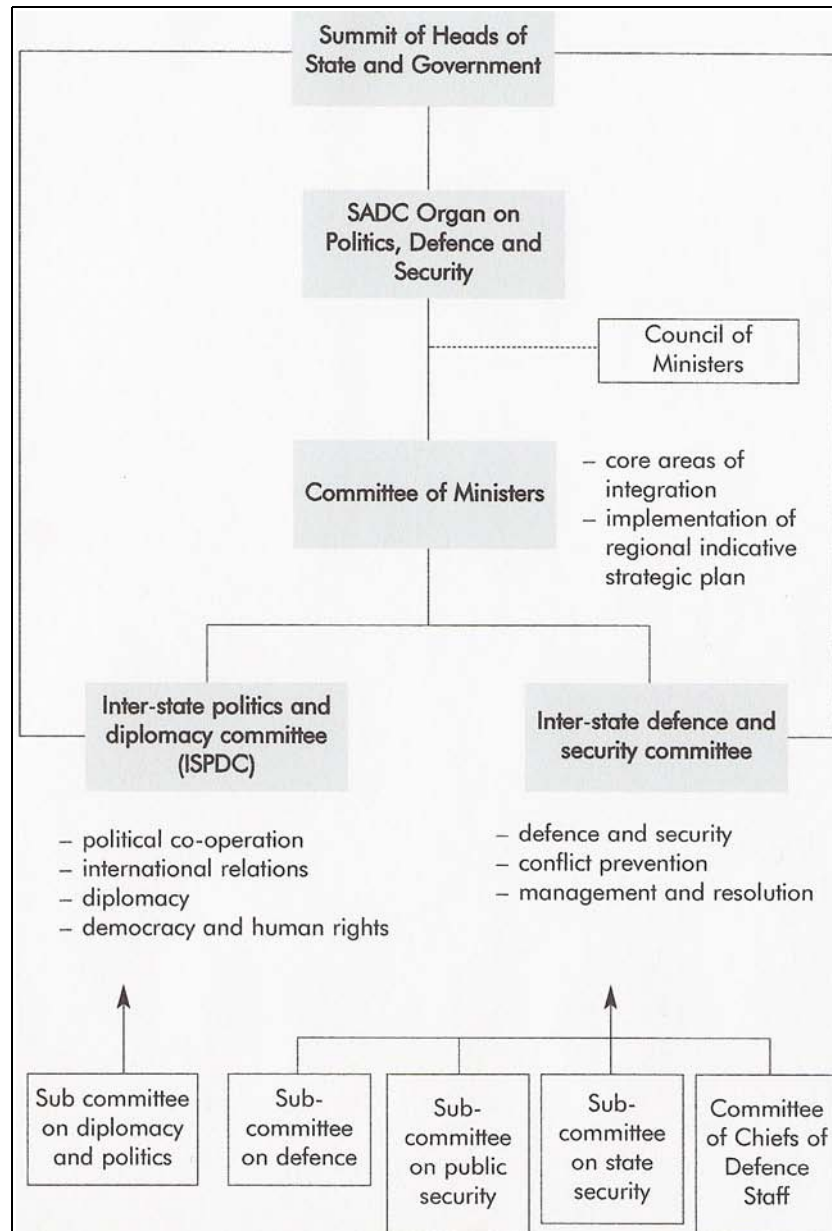 Summit of Heads of
State and Government
SADC Organ on
Politics, Defence and
Security
Council of
Ministers
Committee of Ministers
– core areas of
integration
– implementation of
regional indicative
strategic plan
Inter-state politics and
diplomacy committee
(ISPDC)
Inter-state defence and
security committee
– political co-operation
– international relations
– diplomacy
– democracy and human rights
– defence and security
– conflict prevention
– management and resolution
Sub committee
on diplomacy
and politics
Sub-
committee
on defence
Sub-
committee
on public
security
Sub-
committee
on state
security
Committee
of Chiefs of
Defence
Staff